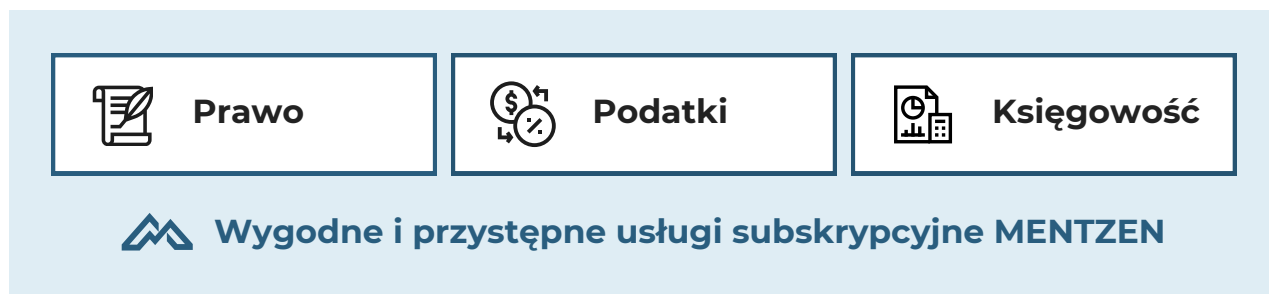 Prawo
Podatki
Księgowość
Wygodne i przystępne usługi subskrypcyjne MENTZEN